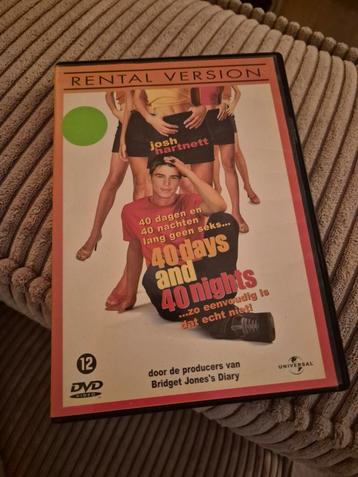 RENTAL VERSION
josh
hartnett
40 dagen en
40 nachten
lang geen seks...
40 days
and
40 nights
...zo eenvoudig is
dat echt niet!
12
DVD
VIDEO
door de producers van
Bridget Jones's Diary
UNIVERSAL